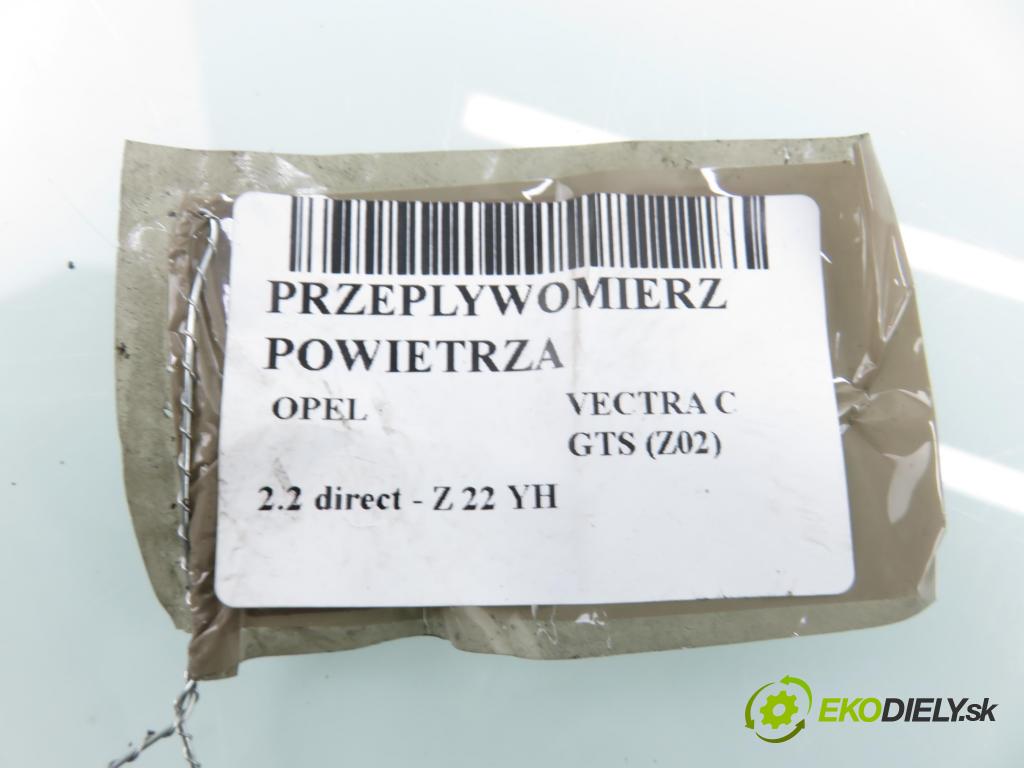 PRZEPLYWOMIERZ
POWIETRZA
OPEL VECTRA C
GTS (Z02)
2.2 direct - Z 22 YH
EKODIELY.sk